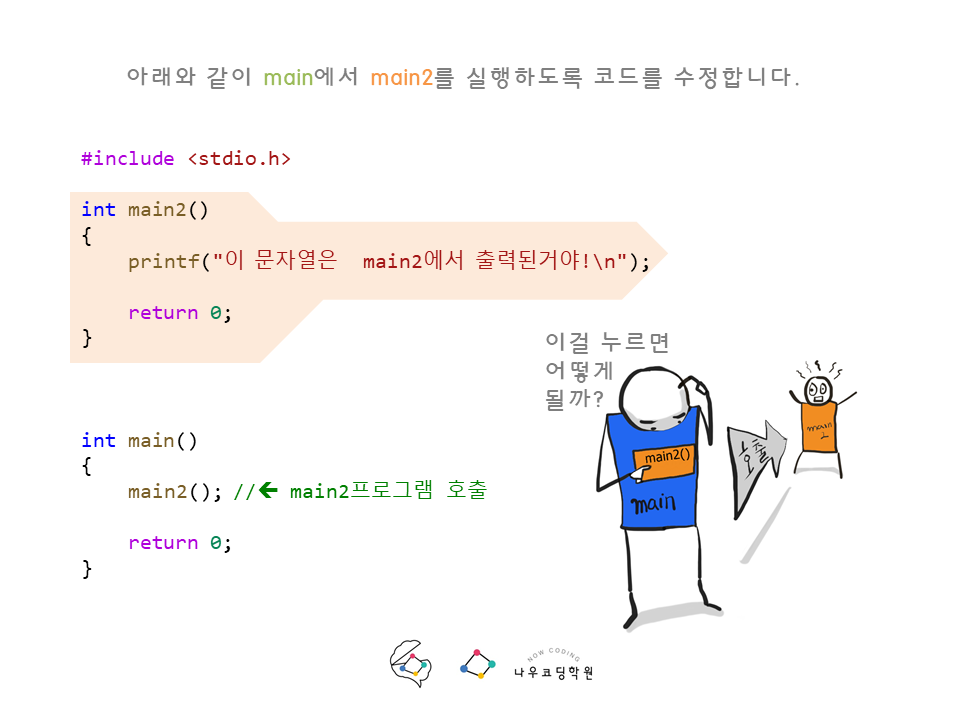 아래와 같이 main에서 main2를 실행하도록 코드를 수정합니다.
#include <stdio.h>
int main2()
{
printf("이 문자열은  main2에서 출력된거야!\n");
return 0;
}
이걸 누르면
어떻게
될까?
int main()
{
main2(); //🡸 main2프로그램 호출
return 0;
}
main2()
main
호출
main
2
NOW CODING
나우코딩학원